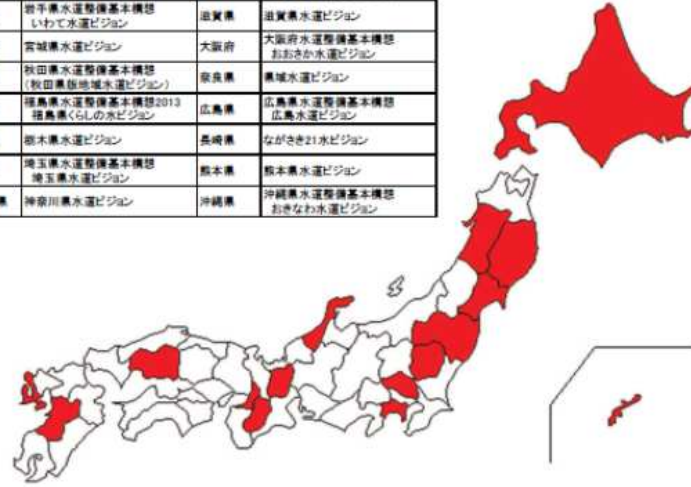 岩手県水道整備基本構想
いわて水道ビジョン
滋賀県
滋賀県水道ビジョン
宮城県水道ビジョン
大阪府
大阪府水道整備基本構想
おおさか水道ビジョン
秋田県水道整備基本構想
(秋田県版地域水道ビジョン)
奈良県
県域水道ビジョン
福島県水道整備基本構想2013
福島県くらしの水ビジョン
広島県
広島県水道整備基本構想
広島水道ビジョン
栃木県水道ビジョン
長崎県
ながさき21水ビジョン
埼玉県水道整備基本構想
埼玉県水道ビジョン
熊本県
熊本県水道ビジョン
県
神奈川県水道ビジョン
沖縄県
沖縄県水道整備基本構想
おきなわ水道ビジョン